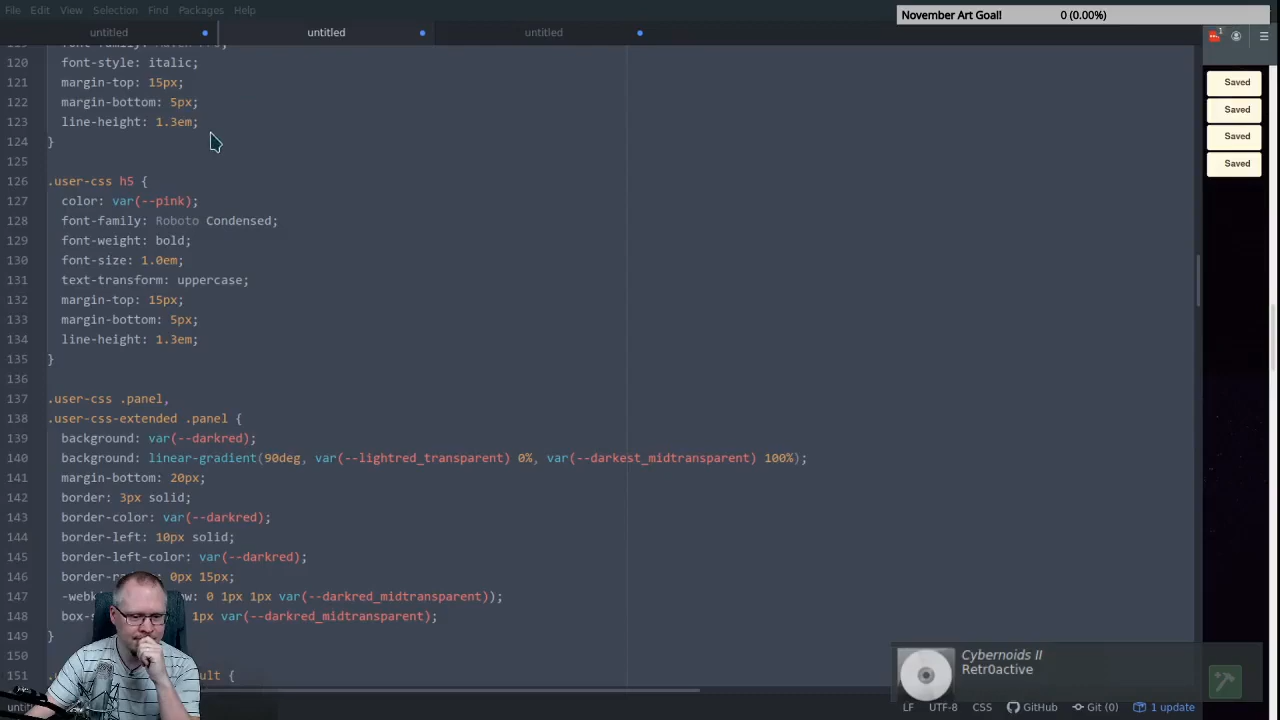 File Edit View Selection Find Packages Help
November Art Goal! 0 (0.00%)
untitled untitled untitled
1
120 font-style: italic;
121 margin-top: 15px;
122 margin-bottom: 5px;
123 line-height: 1.3em;
124 }
125
126 .user-css h5 {
127 color: var(--pink);
128 font-family: Roboto Condensed;
129 font-weight: bold;
130 font-size: 1.0em;
131 text-transform: uppercase;
132 margin-top: 15px;
133 margin-bottom: 5px;
134 line-height: 1.3em;
135 }
136
137 .user-css .panel,
138 .user-css-extended .panel {
139 background: var(--darkred);
140 background: linear-gradient(90deg, var(--lightred_transparent) 0%, var(--darkest_midtransparent) 100%);
141 margin-bottom: 20px;
142 border: 3px solid;
143 border-color: var(--darkred);
144 border-left: 10px solid;
145 border-left-color: var(--darkred);
146 0px 15px;
147 0 1px 1px var(--darkred_midtransparent));
148 1px var(--darkred_midtransparent);
149 }
150
151 {
Saved
Saved
Saved
Saved
Cybernoids II
Retr0active
LF UTF-8 CSS GitHub Git (0) 1 update